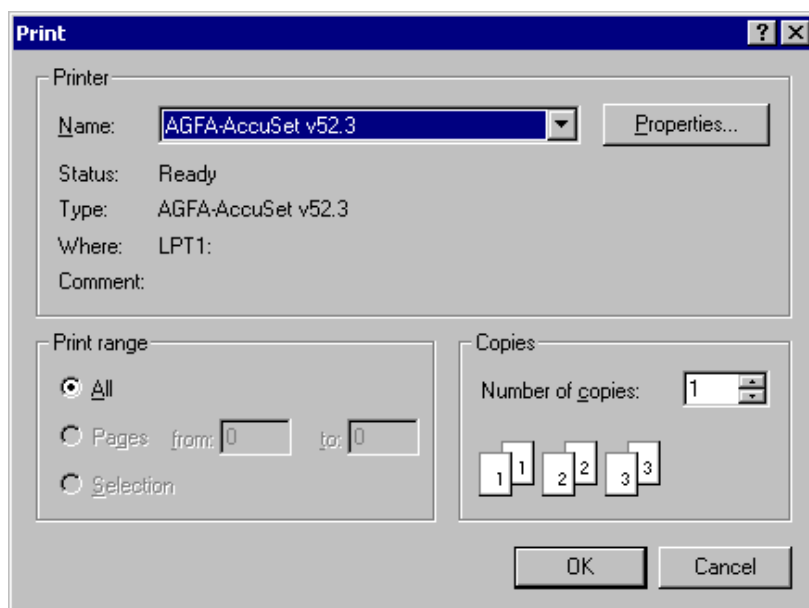 Print
Printer
Name: AGFA-AccuSet v52.3 Properties...
Status: Ready
Type: AGFA-AccuSet v52.3
Where: LPT1:
Comment:
Print range
All
Pages from: 0 to: 0
Selection
Copies
Number of copies: 1
1 1 2 2 3 3
OK Cancel